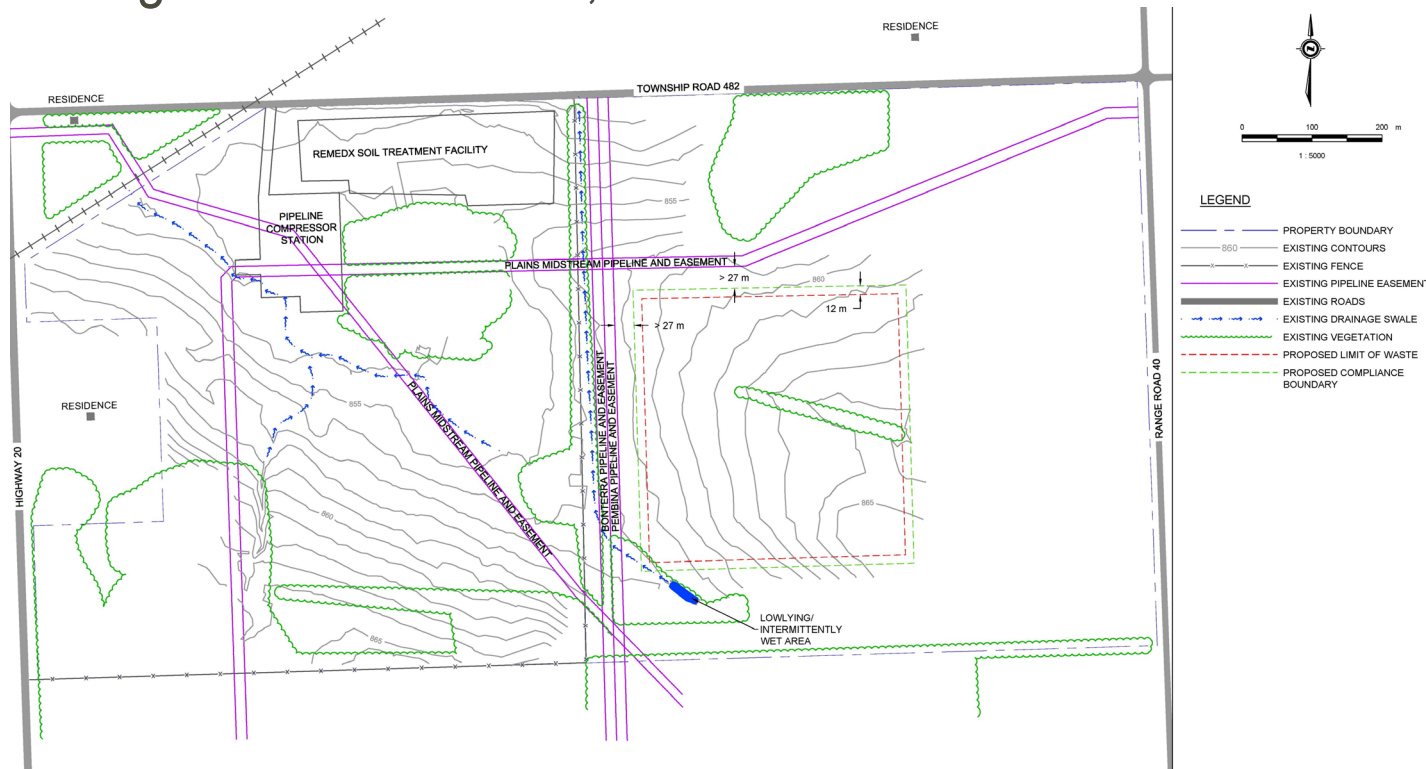 RESIDENCE
TOWNSHIP ROAD 482
RESIDENCE
REMEDX SOIL TREATMENT FACILITY
855
PIPELINE
COMPRESSOR
STATION
PLAINS MIDSTREAM PIPELINE AND EASEMENT
> 27 m
860
12 m
> 27 m
BONTERRA PIPELINE AND EASEMENT
PEMBINA PIPELINE AND EASEMENT
PLAINS MIDSTREAM PIPELINE AND EASEMENT
855
RESIDENCE
HIGHWAY 20
RANGE ROAD 40
860
865
865
LOWLYING/
INTERMITTENTLY
WET AREA
N
0 100 200 m
1 : 5000
LEGEND
PROPERTY BOUNDARY
860 EXISTING CONTOURS
EXISTING FENCE
EXISTING PIPELINE EASEMENT
EXISTING ROADS
EXISTING DRAINAGE SWALE
EXISTING VEGETATION
PROPOSED LIMIT OF WASTE
PROPOSED COMPLIANCE
BOUNDARY